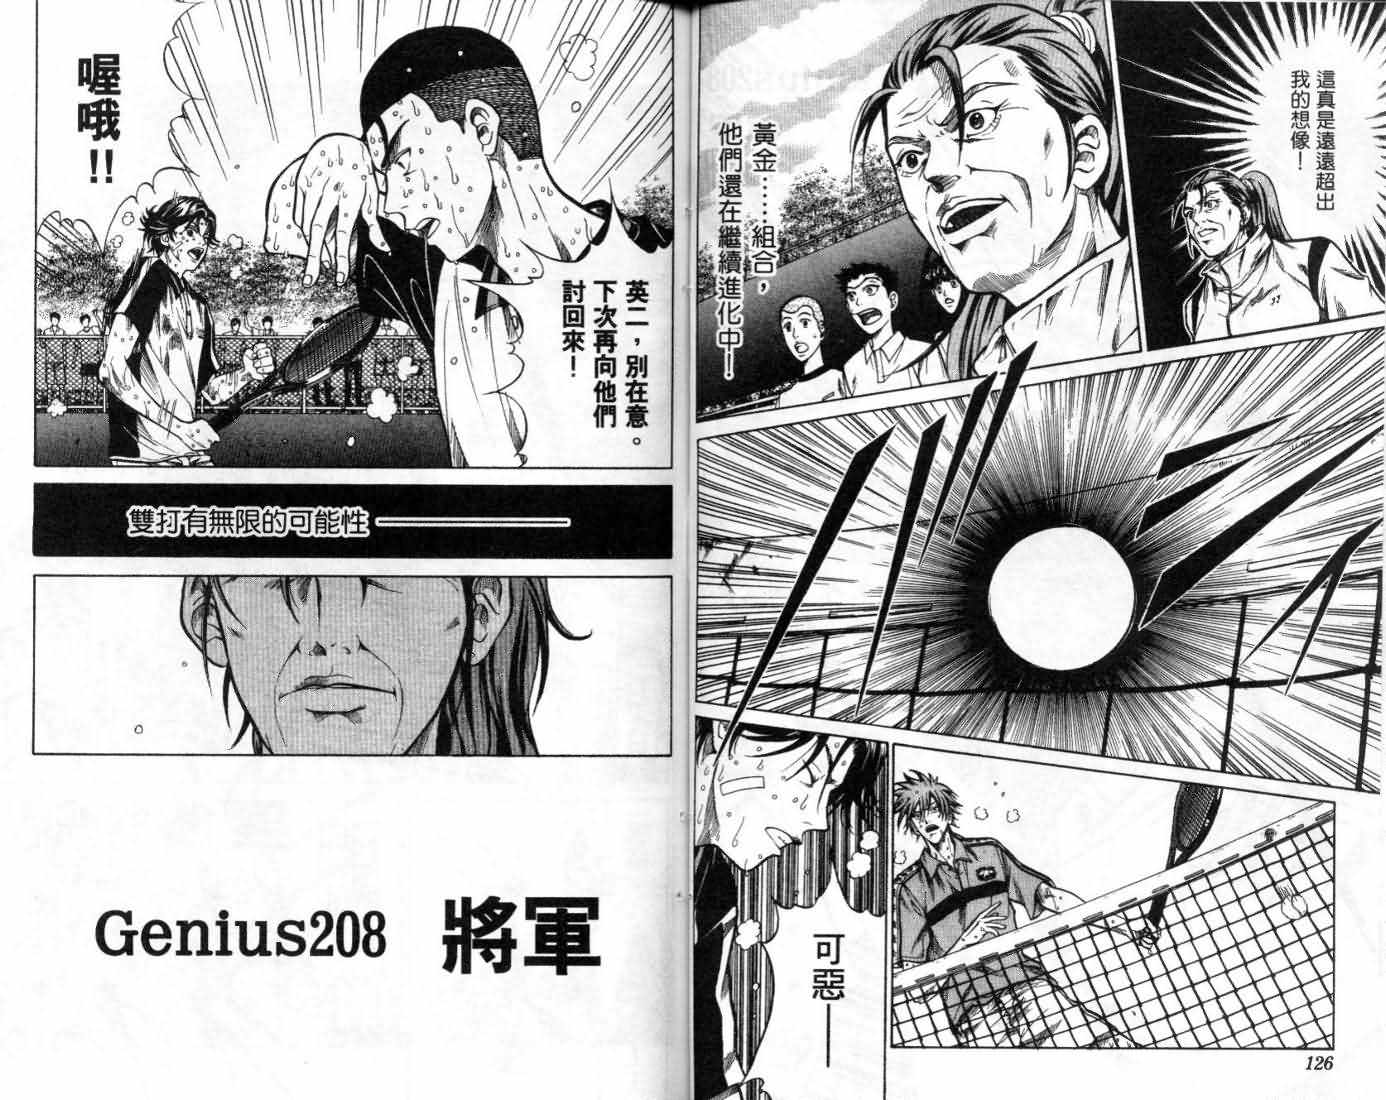 這真是遠遠超出
我的想像！
黃金……組合，
他們還在繼續進化中！
可惡——
126
英二，別在意。
下次再向他們
討回來！
喔
哦!!
雙打有無限的可能性————
Genius208 將軍